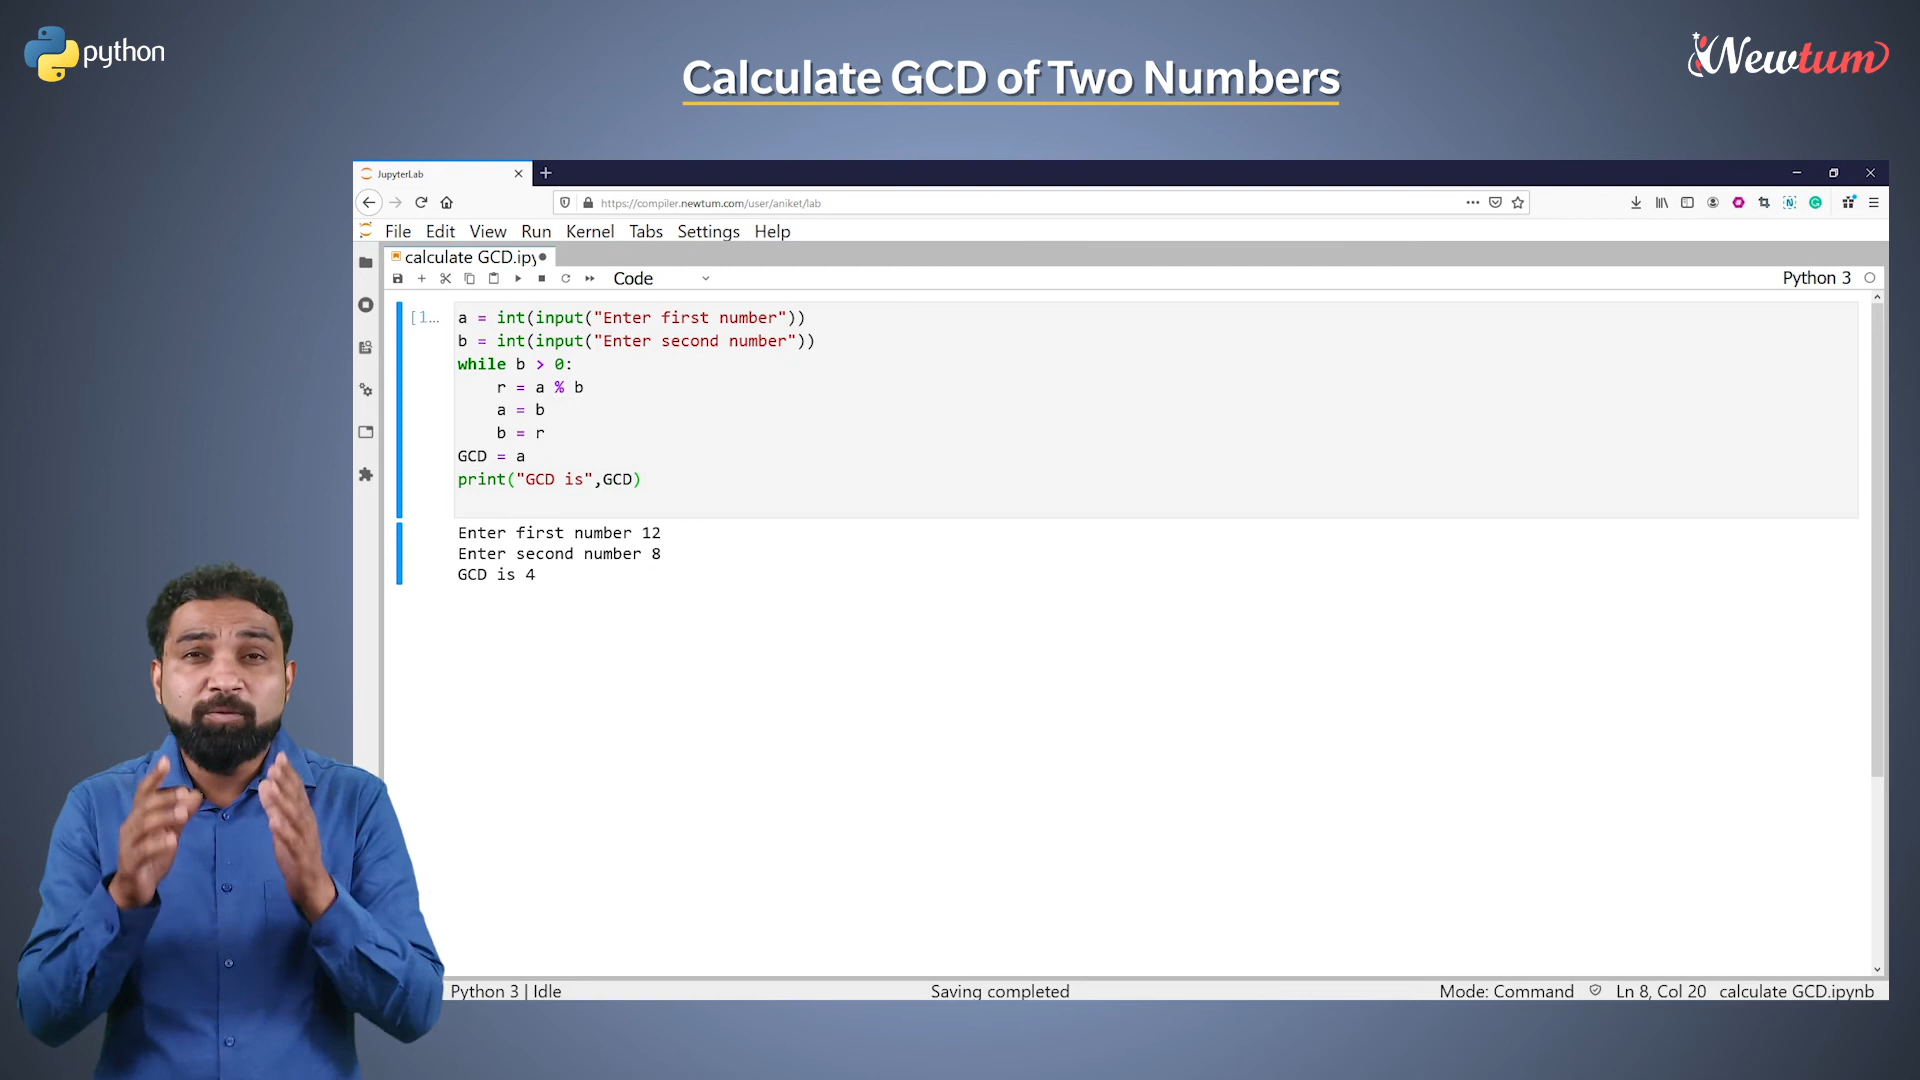 python
Calculate GCD of Two Numbers
Newtum
JupyterLab
https://compiler.newtum.com/user/aniket/lab
File Edit View Run Kernel Tabs Settings Help
calculate GCD.ipy
Code
Python 3
[1...
a = int(input("Enter first number"))
b = int(input("Enter second number"))
while b > 0:
    r = a % b
    a = b
    b = r
GCD = a
print("GCD is",GCD)
Enter first number 12
Enter second number 8
GCD is 4
Python 3 | Idle Saving completed Mode: Command Ln 8, Col 20 calculate GCD.ipynb